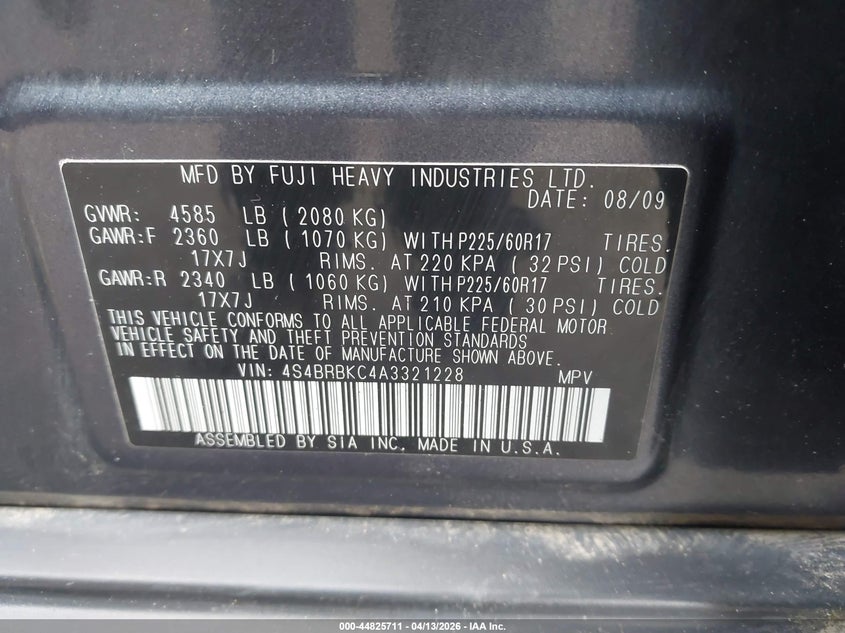 MFD BY FUJI HEAVY INDUSTRIES LTD.
DATE: 08/09
GVWR: 4585 LB ( 2080 KG)
GAWR:F 2360 LB ( 1070 KG) WITH P225/60R17 TIRES.
17X7J RIMS. AT 220 KPA ( 32 PSI) COLD
GAWR:R 2340 LB ( 1060 KG) WITH P225/60R17 TIRES.
17X7J RIMS. AT 210 KPA ( 30 PSI) COLD
THIS VEHICLE CONFORMS TO ALL APPLICABLE FEDERAL MOTOR
VEHICLE SAFETY AND THEFT PREVENTION STANDARDS
IN EFFECT ON THE DATE OF MANUFACTURE SHOWN ABOVE.
VIN: 4S4BRBKC4A3321228 MPV
ASSEMBLED BY SIA INC. MADE IN U.S.A.
000-44825711 - 04/13/2026 - IAA Inc.